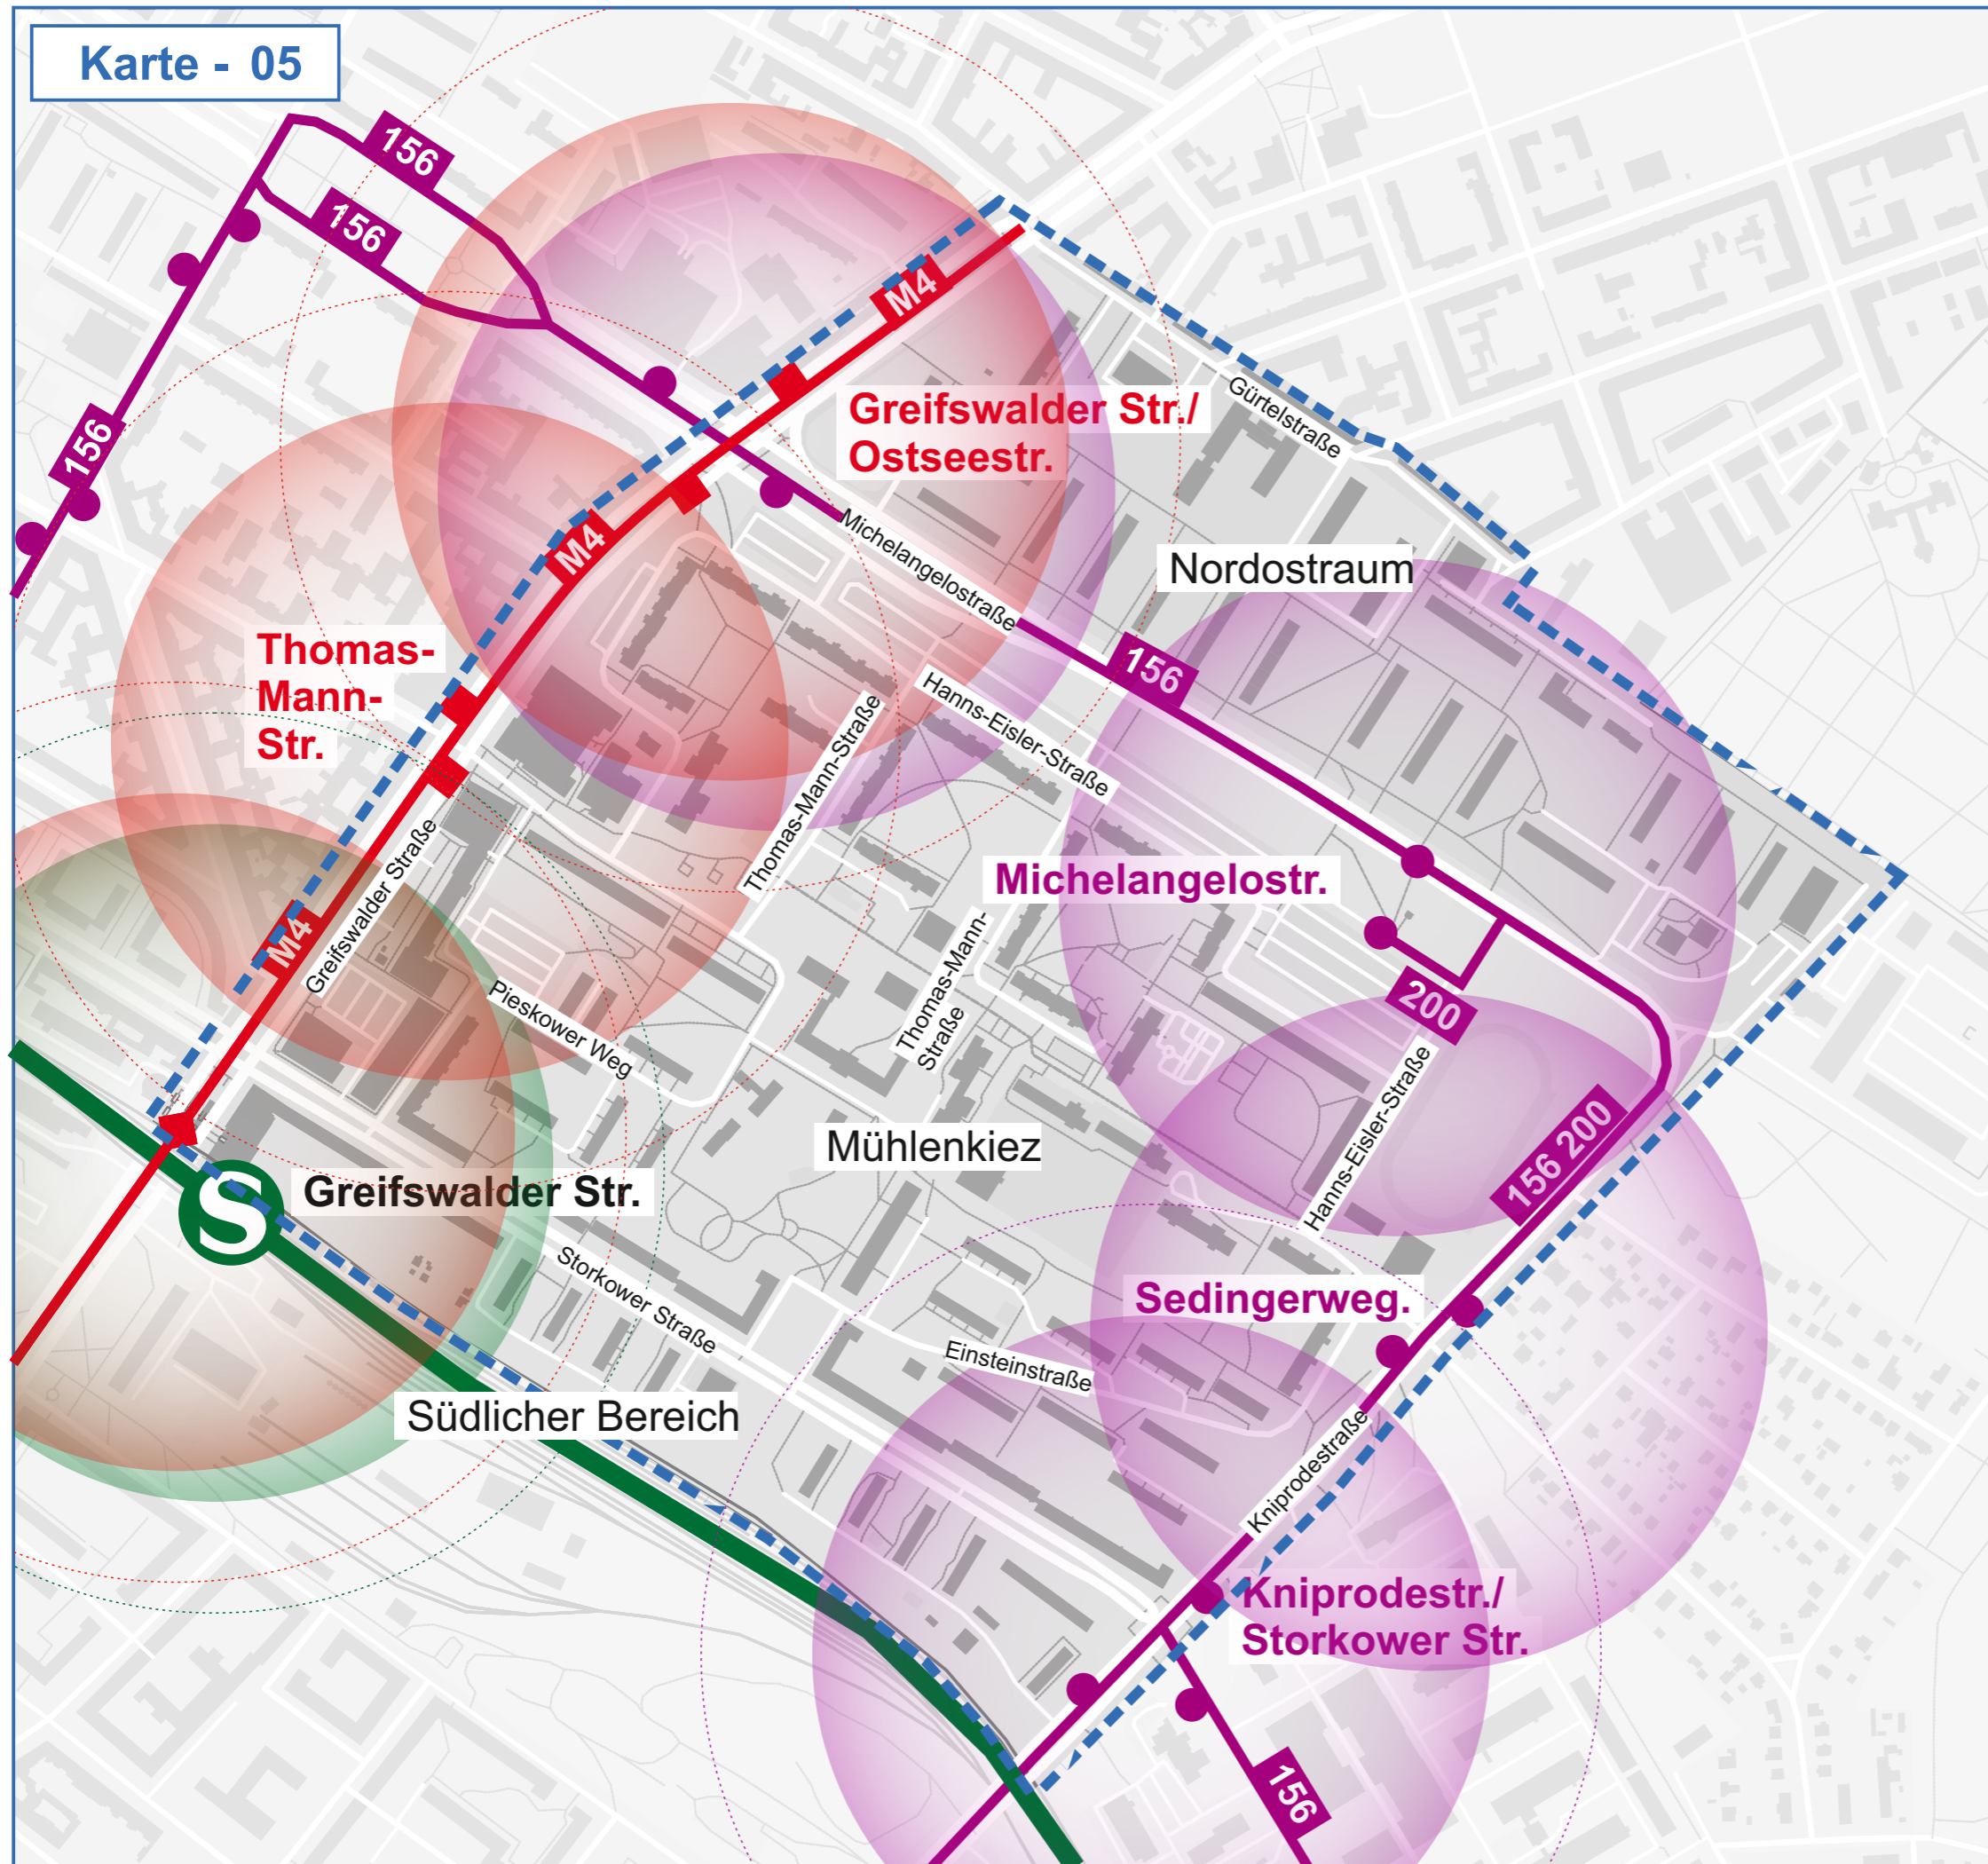 Karte - 05
156
156
156
M4
Greifswalder Str./
Ostseestr.
Gürtelstraße
M4
Michelangelostraße
Nordostraum
Thomas-
Mann-
Str.
156
Hanns-Eisler-Straße
Thomas-Mann-Straße
Greifswalder Straße
Michelangelostr.
M4
Thomas-Mann-
Straße
Pieskower Weg
200
Hanns-Eisler-Straße
156 200
Mühlenkiez
S
Greifswalder Str.
Storkower Straße
Sedingerweg.
Einsteinstraße
Südlicher Bereich
Kniprodestraße
Kniprodestr./
Storkower Str.
156